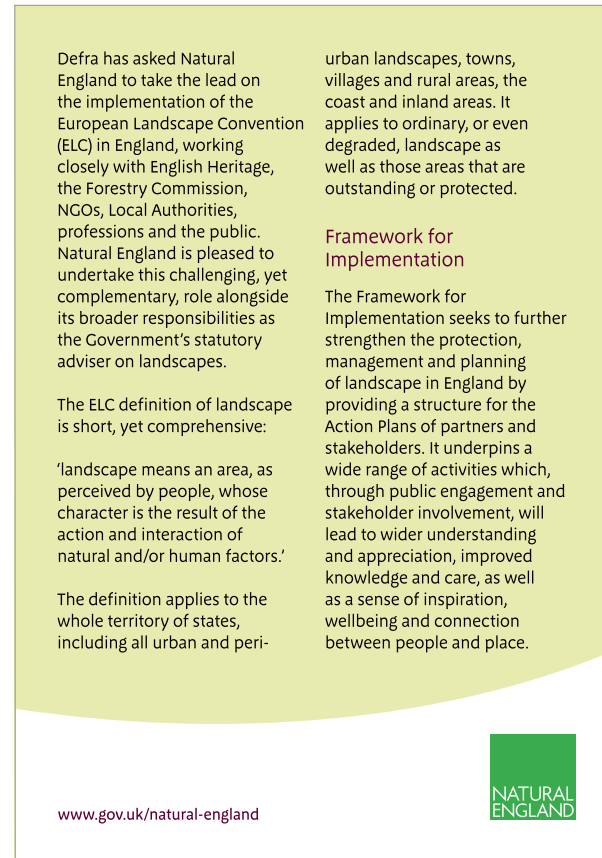 Defra has asked Natural
England to take the lead on
the implementation of the
European Landscape Convention
(ELC) in England, working
closely with English Heritage,
the Forestry Commission,
NGOs, Local Authorities,
professions and the public.
Natural England is pleased to
undertake this challenging, yet
complementary, role alongside
its broader responsibilities as
the Government's statutory
adviser on landscapes.
The ELC definition of landscape
is short, yet comprehensive:
‘landscape means an area, as
perceived by people, whose
character is the result of the
action and interaction of
natural and/or human factors.‘
The definition applies to the
whole territory of states,
including all urban and peri-
urban landscapes, towns,
villages and rural areas, the
coast and inland areas. It
applies to ordinary, or even
degraded, landscape as
well as those areas that are
outstanding or protected.
Framework for
Implementation
The Framework for
Implementation seeks to further
strengthen the protection,
management and planning
of landscape in England by
providing a structure for the
Action Plans of partners and
stakeholders. It underpins a
wide range of activities which,
through public engagement and
stakeholder involvement, will
lead to wider understanding
and appreciation, improved
knowledge and care, as well
as a sense of inspiration,
wellbeing and connection
between people and place.
www.gov.uk/natural-england
NATURAL
ENGLAND